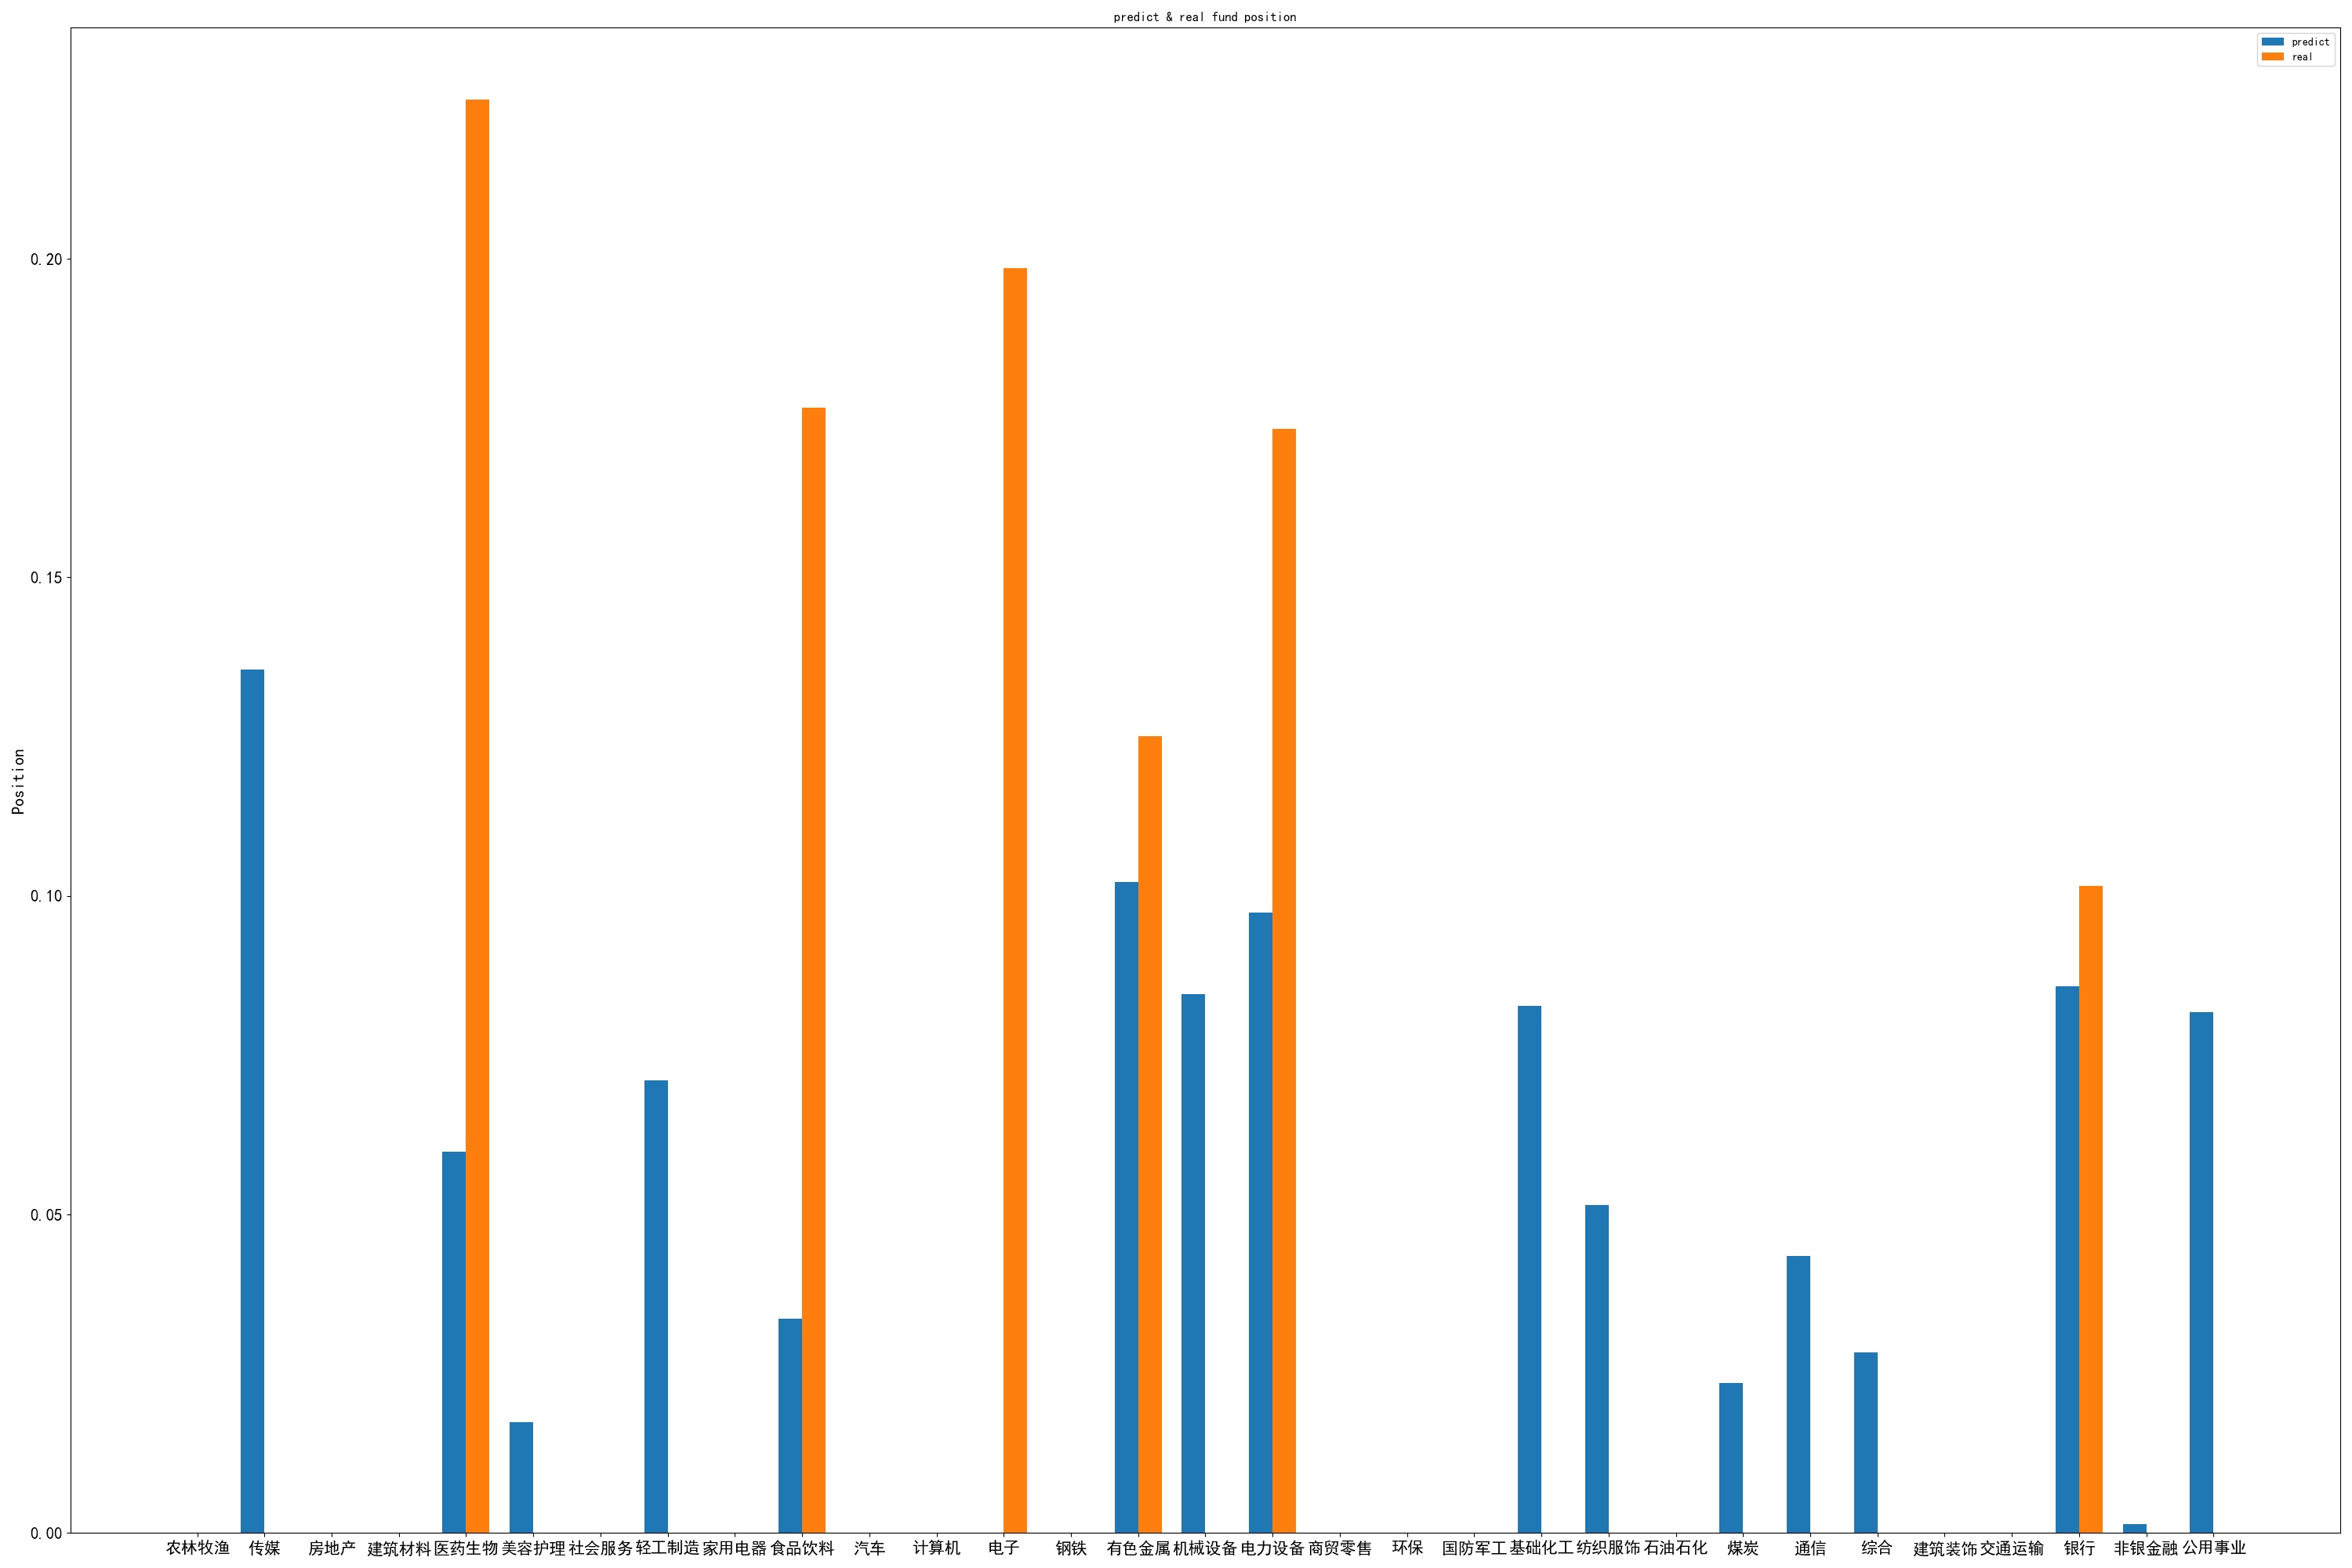 predict & real fund position
predict
real
Position
0.20
0.15
0.10
0.05
0.00
农林牧渔 传媒 房地产 建筑材料 医药生物 美容护理 社会服务 轻工制造 家用电器 食品饮料 汽车 计算机 电子 钢铁 有色金属 机械设备 电力设备 商贸零售 环保 国防军工 基础化工 纺织服饰 石油石化 煤炭 通信 综合 建筑装饰 交通运输 银行 非银金融 公用事业